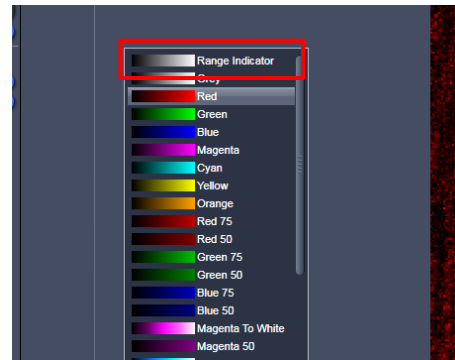 Range Indicator
Grey
Red
Green
Blue
Magenta
Cyan
Yellow
Orange
Red 75
Red 50
Green 75
Green 50
Blue 75
Blue 50
Magenta To White
Magenta 50